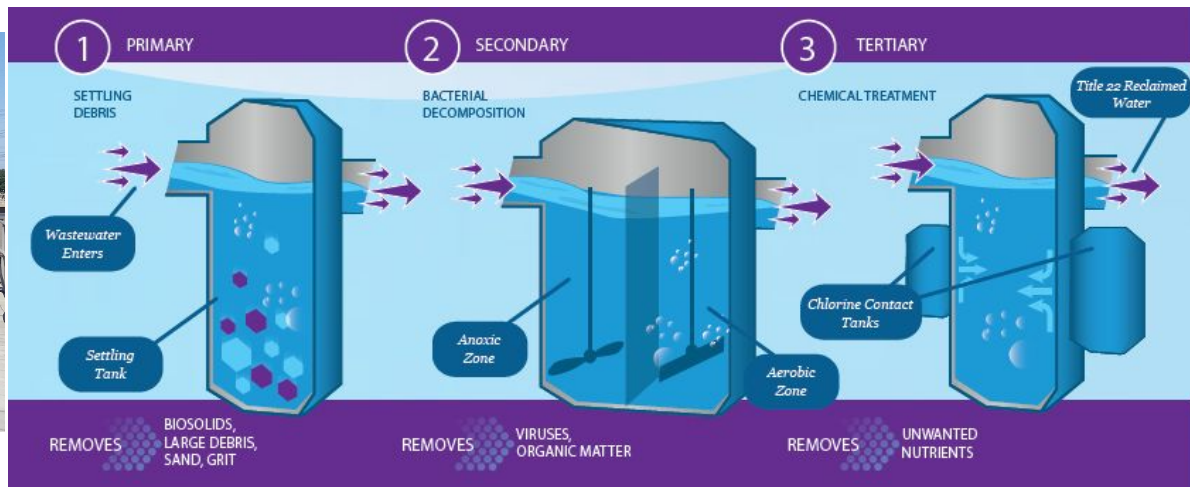 1 PRIMARY
SETTLING
DEBRIS
Wastewater
Enters
Settling
Tank
REMOVES
BIOSOLIDS,
LARGE DEBRIS,
SAND, GRIT
2 SECONDARY
BACTERIAL
DECOMPOSITION
Anoxic
Zone
Aerobic
Zone
REMOVES
VIRUSES,
ORGANIC MATTER
3 TERTIARY
CHEMICAL TREATMENT
Title 22 Reclaimed
Water
Chlorine Contact
Tanks
REMOVES
UNWANTED
NUTRIENTS